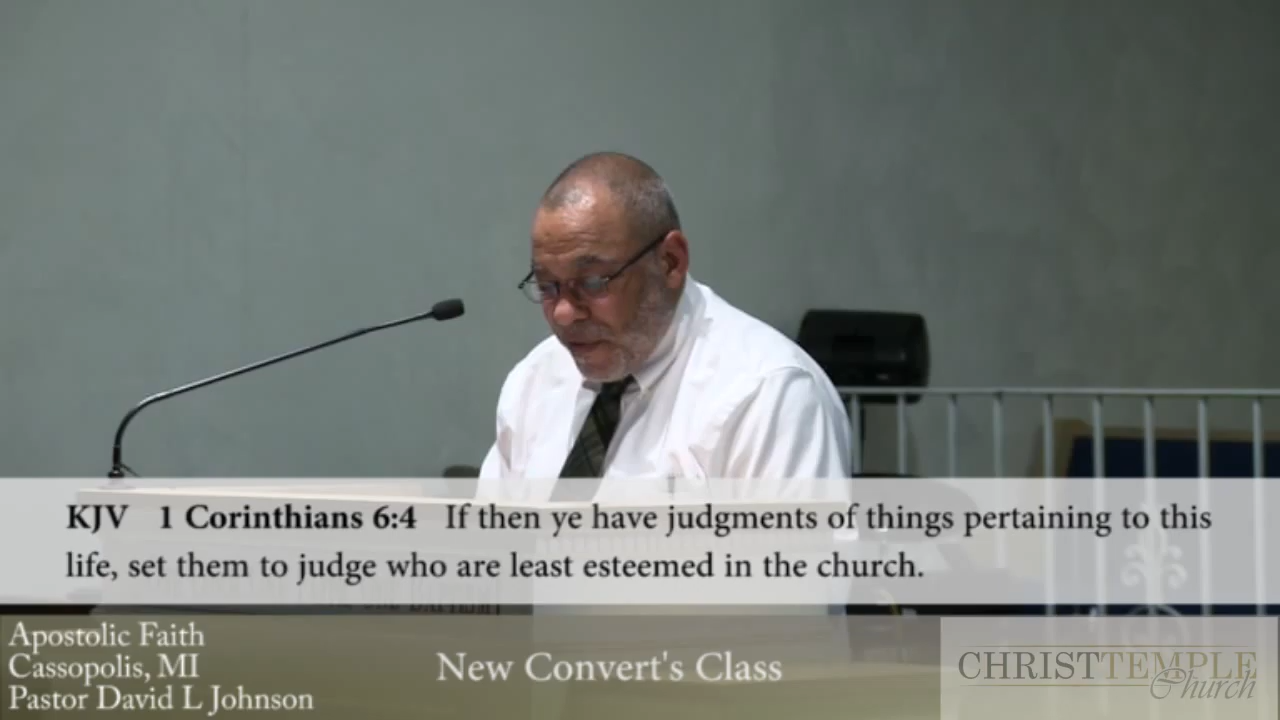 KJV 1 Corinthians 6:4 If then ye have judgments of things pertaining to this
life, set them to judge who are least esteemed in the church.
Apostolic Faith
Cassopolis, MI
Pastor David L Johnson
New Convert's Class
CHRISTTEMPLE
Church